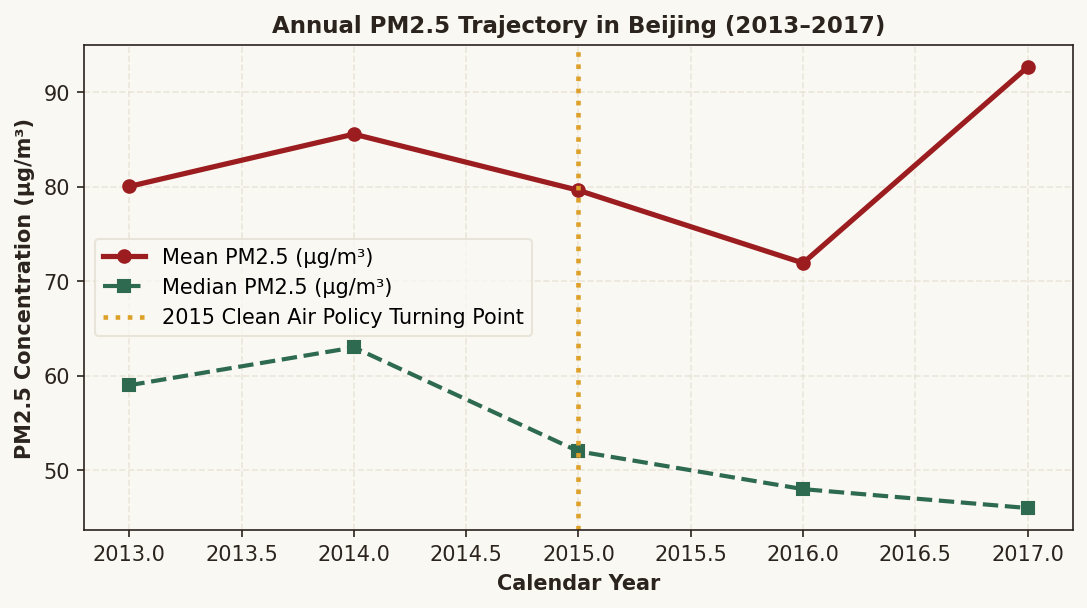 Annual PM2.5 Trajectory in Beijing (2013–2017)
PM2.5 Concentration (µg/m³)
90
80
70
60
50
Mean PM2.5 (µg/m³)
Median PM2.5 (µg/m³)
2015 Clean Air Policy Turning Point
2013.0 2013.5 2014.0 2014.5 2015.0 2015.5 2016.0 2016.5 2017.0
Calendar Year